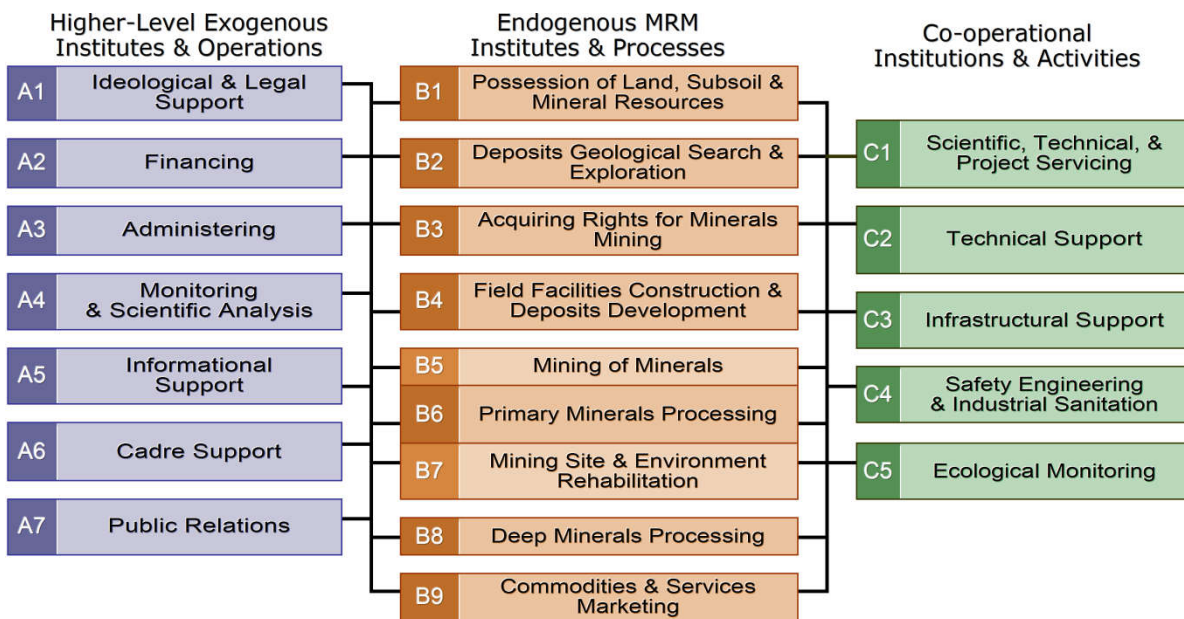 Higher-Level Exogenous
Institutes & Operations
A1
Ideological & Legal
Support
A2
Financing
A3
Administering
A4
Monitoring
& Scientific Analysis
A5
Informational
Support
A6
Cadre Support
A7
Public Relations
Endogenous MRM
Institutes & Processes
B1
Possession of Land, Subsoil &
Mineral Resources
B2
Deposits Geological Search &
Exploration
B3
Acquiring Rights for Minerals
Mining
B4
Field Facilities Construction &
Deposits Development
B5
Mining of Minerals
B6
Primary Minerals Processing
B7
Mining Site & Environment
Rehabilitation
B8
Deep Minerals Processing
B9
Commodities & Services
Marketing
Co-operational
Institutions & Activities
C1
Scientific, Technical, &
Project Servicing
C2
Technical Support
C3
Infrastructural Support
C4
Safety Engineering
& Industrial Sanitation
C5
Ecological Monitoring